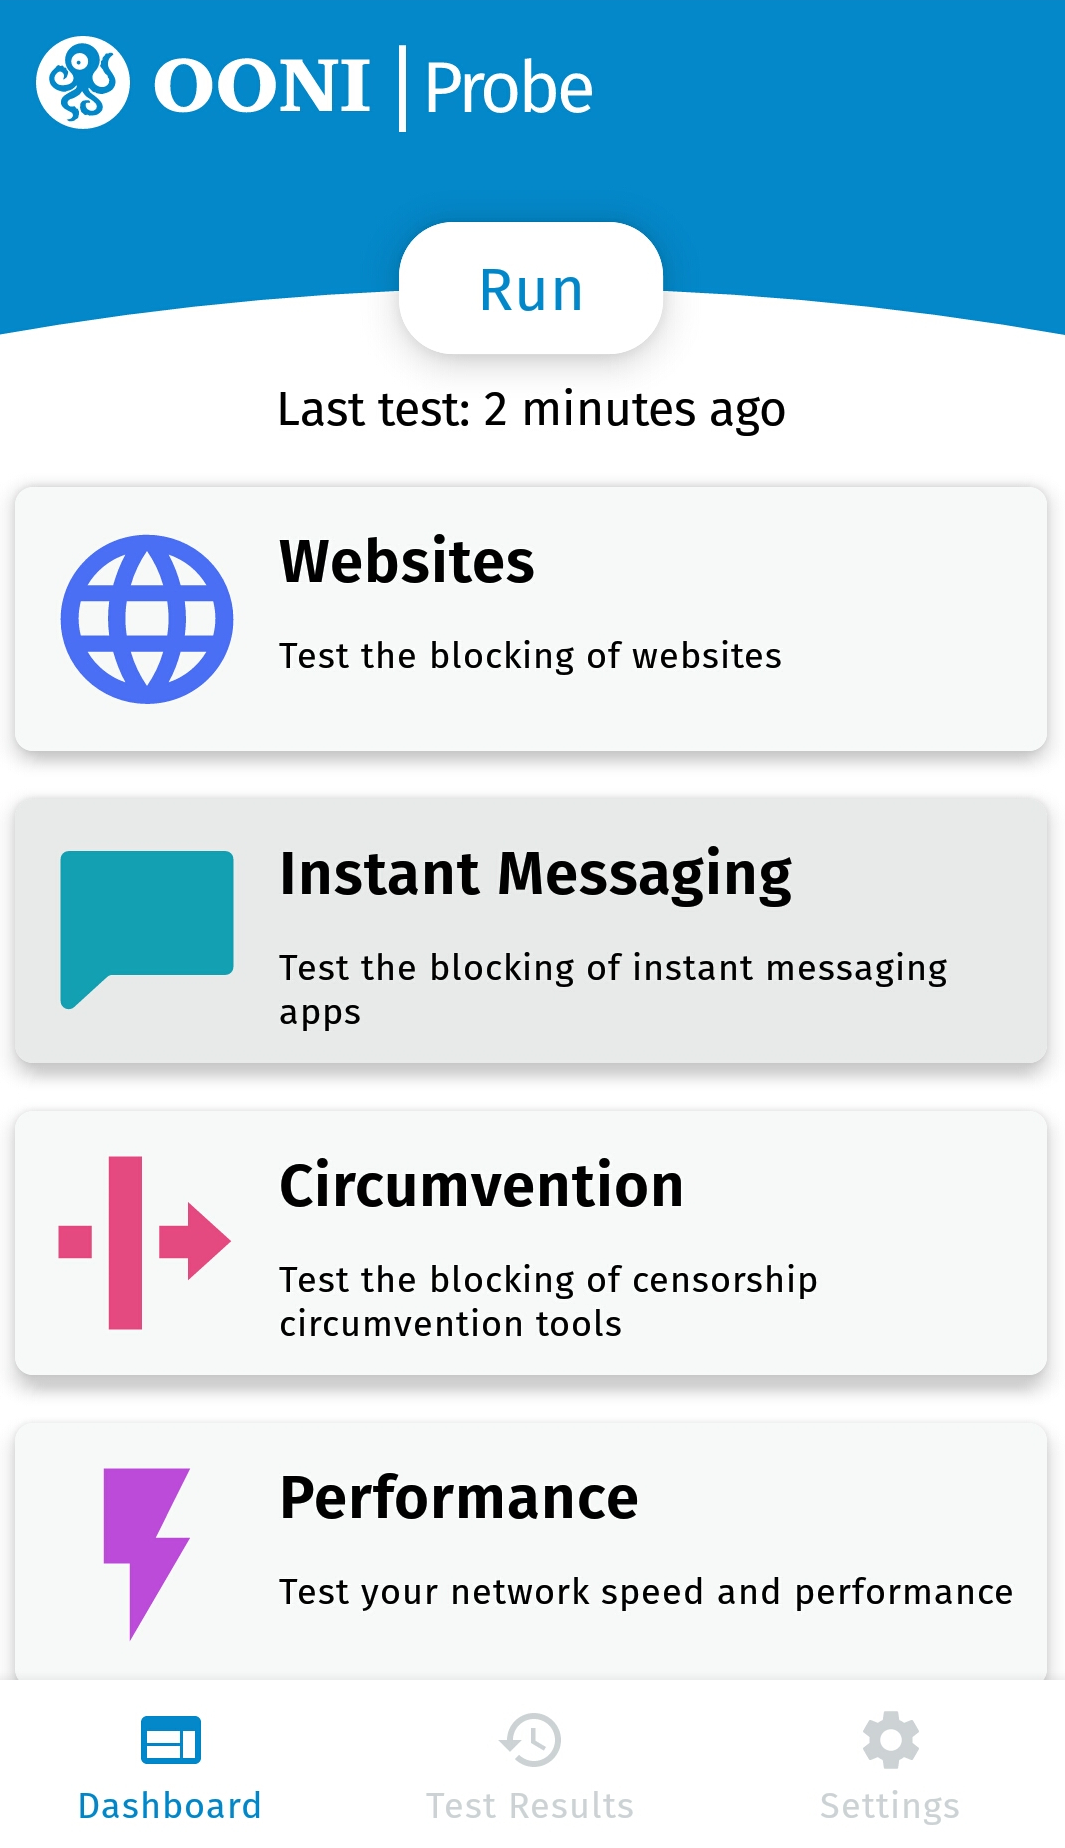 OONI Probe
Run
Last test: 2 minutes ago
Websites
Test the blocking of websites
Instant Messaging
Test the blocking of instant messaging
apps
Circumvention
Test the blocking of censorship
circumvention tools
Performance
Test your network speed and performance
Dashboard
Test Results
Settings